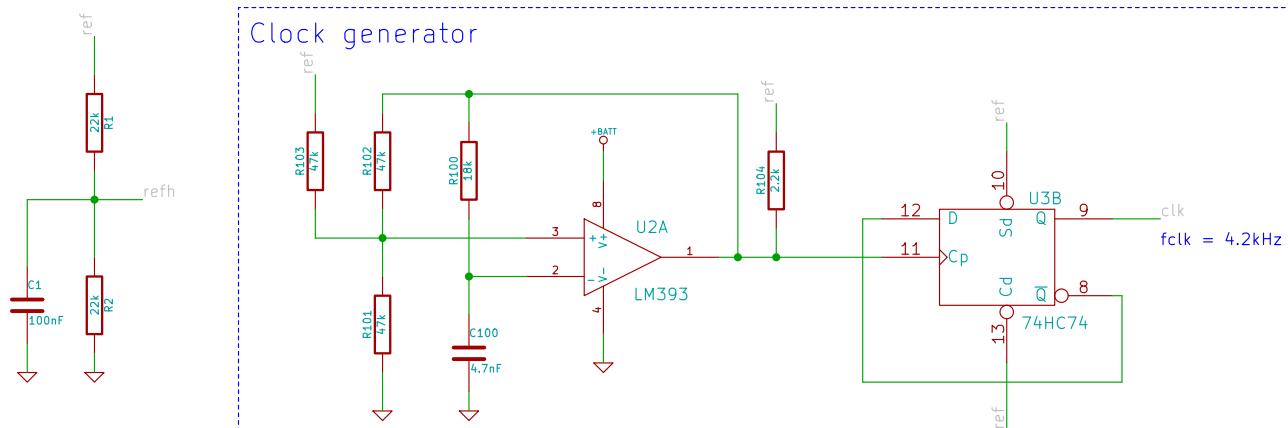 Clock generator
ref
22k
R1
refh
C1
100nF
22k
R2
ref
R103
47k
R102
47k
R100
18k
+BATT
8
V+
3
+
2
-
V-
4
U2A
1
LM393
R101
47k
C100
4.7nF
ref
R104
2.2k
ref
10
U3B
12
D
Sd
Q
9
clk
fclk = 4.2kHz
11
Cp
Cd
Q
8
13
74HC74
ref